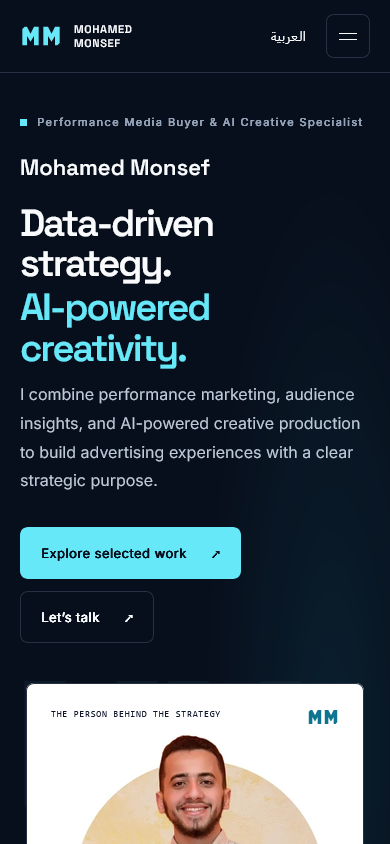 MM
MOHAMED
MONSEF
العربية
Performance Media Buyer & AI Creative Specialist
Mohamed Monsef
Data-driven
strategy.
AI-powered
creativity.
I combine performance marketing, audience
insights, and AI-powered creative production
to build advertising experiences with a clear
strategic purpose.
Explore selected work ↗
Let's talk ↗
THE PERSON BEHIND THE STRATEGY
MM